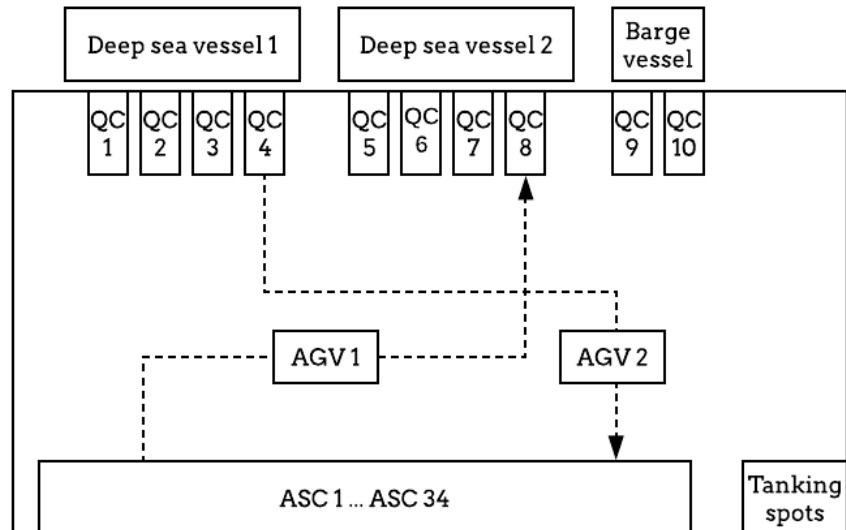 Deep sea vessel 1
Deep sea vessel 2
Barge
vessel
QC
1
QC
2
QC
3
QC
4
QC
5
QC
6
QC
7
QC
8
QC
9
QC
10
AGV 1
AGV 2
ASC 1 ... ASC 34
Tanking
spots